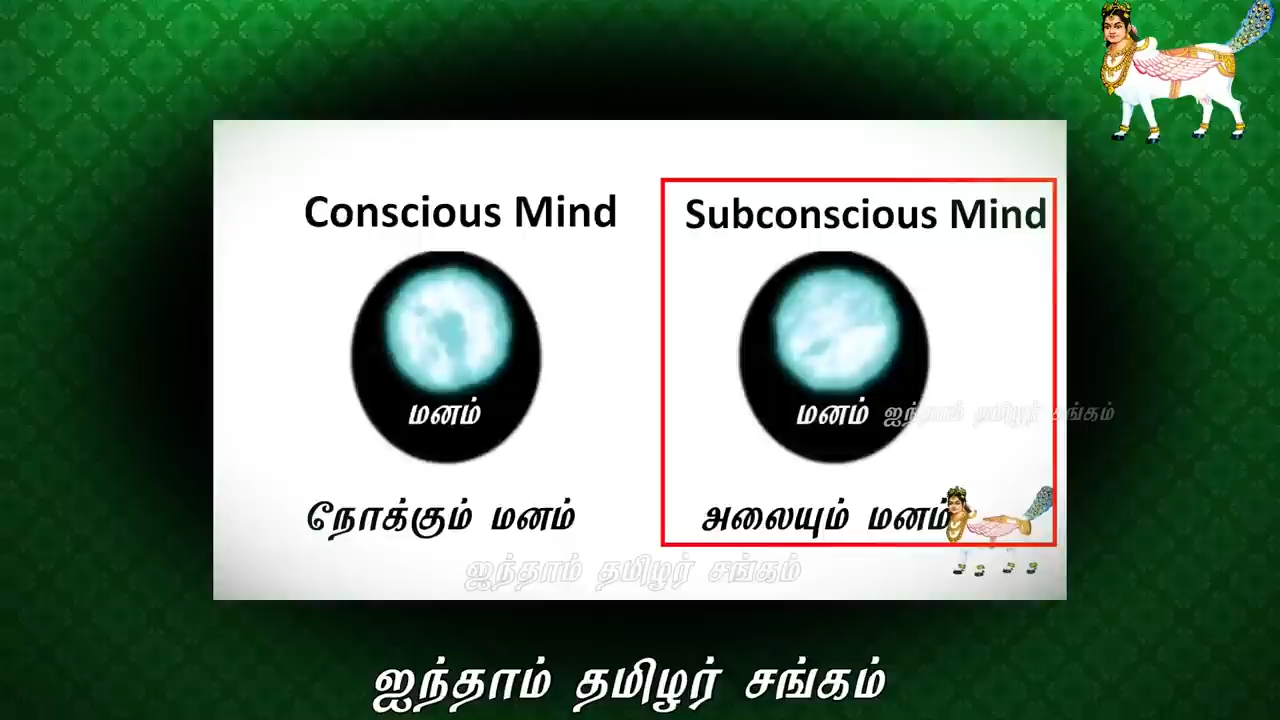 Conscious Mind
Subconscious Mind
மனம்
மனம்
ஐந்தாம் தமிழர் சங்கம்
நோக்கும் மனம்
அலையும் மனம்
ஐந்தாம் தமிழர் சங்கம்
ஐந்தாம் தமிழர் சங்கம்